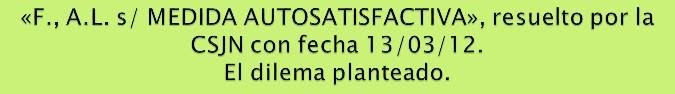 «F., A.L. s/ MEDIDA AUTOSATISFACTIVA», resuelto por la
CSJN con fecha 13/03/12.
El dilema planteado.